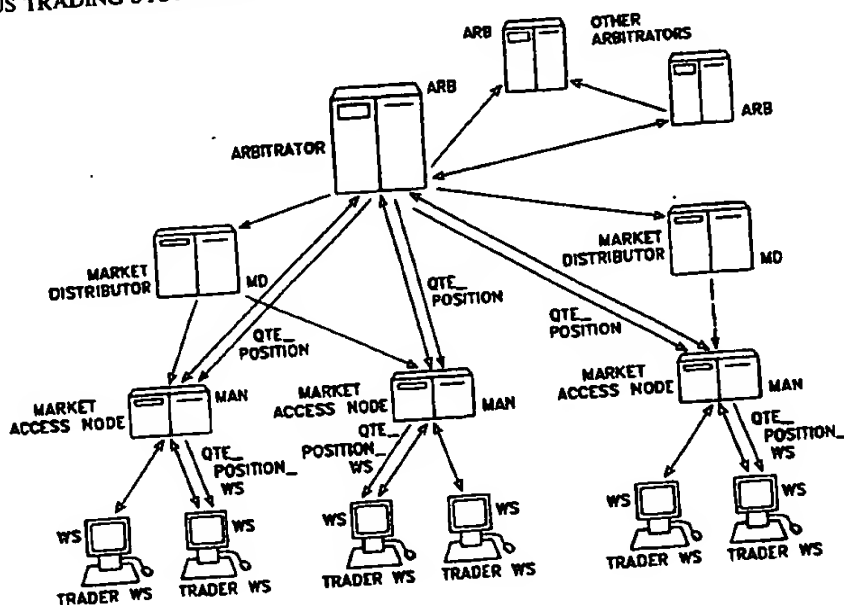 US TRADING
ARB
OTHER
ARBITRATORS
ARB
ARB
ARBITRATOR
MARKET
DISTRIBUTOR
MD
MARKET
DISTRIBUTOR
MD
QTE_
POSITION
QTE_
POSITION
QTE_
POSITION
MARKET
ACCESS NODE
MAN
MARKET
ACCESS NODE
MAN
MARKET
ACCESS NODE
MAN
QTE_
POSITION_
WS
QTE_
POSITION_
WS
QTE_
POSITION_
WS
WS
WS
WS
WS
WS
WS
TRADER WS
TRADER WS
TRADER WS
TRADER WS
TRADER WS
TRADER WS